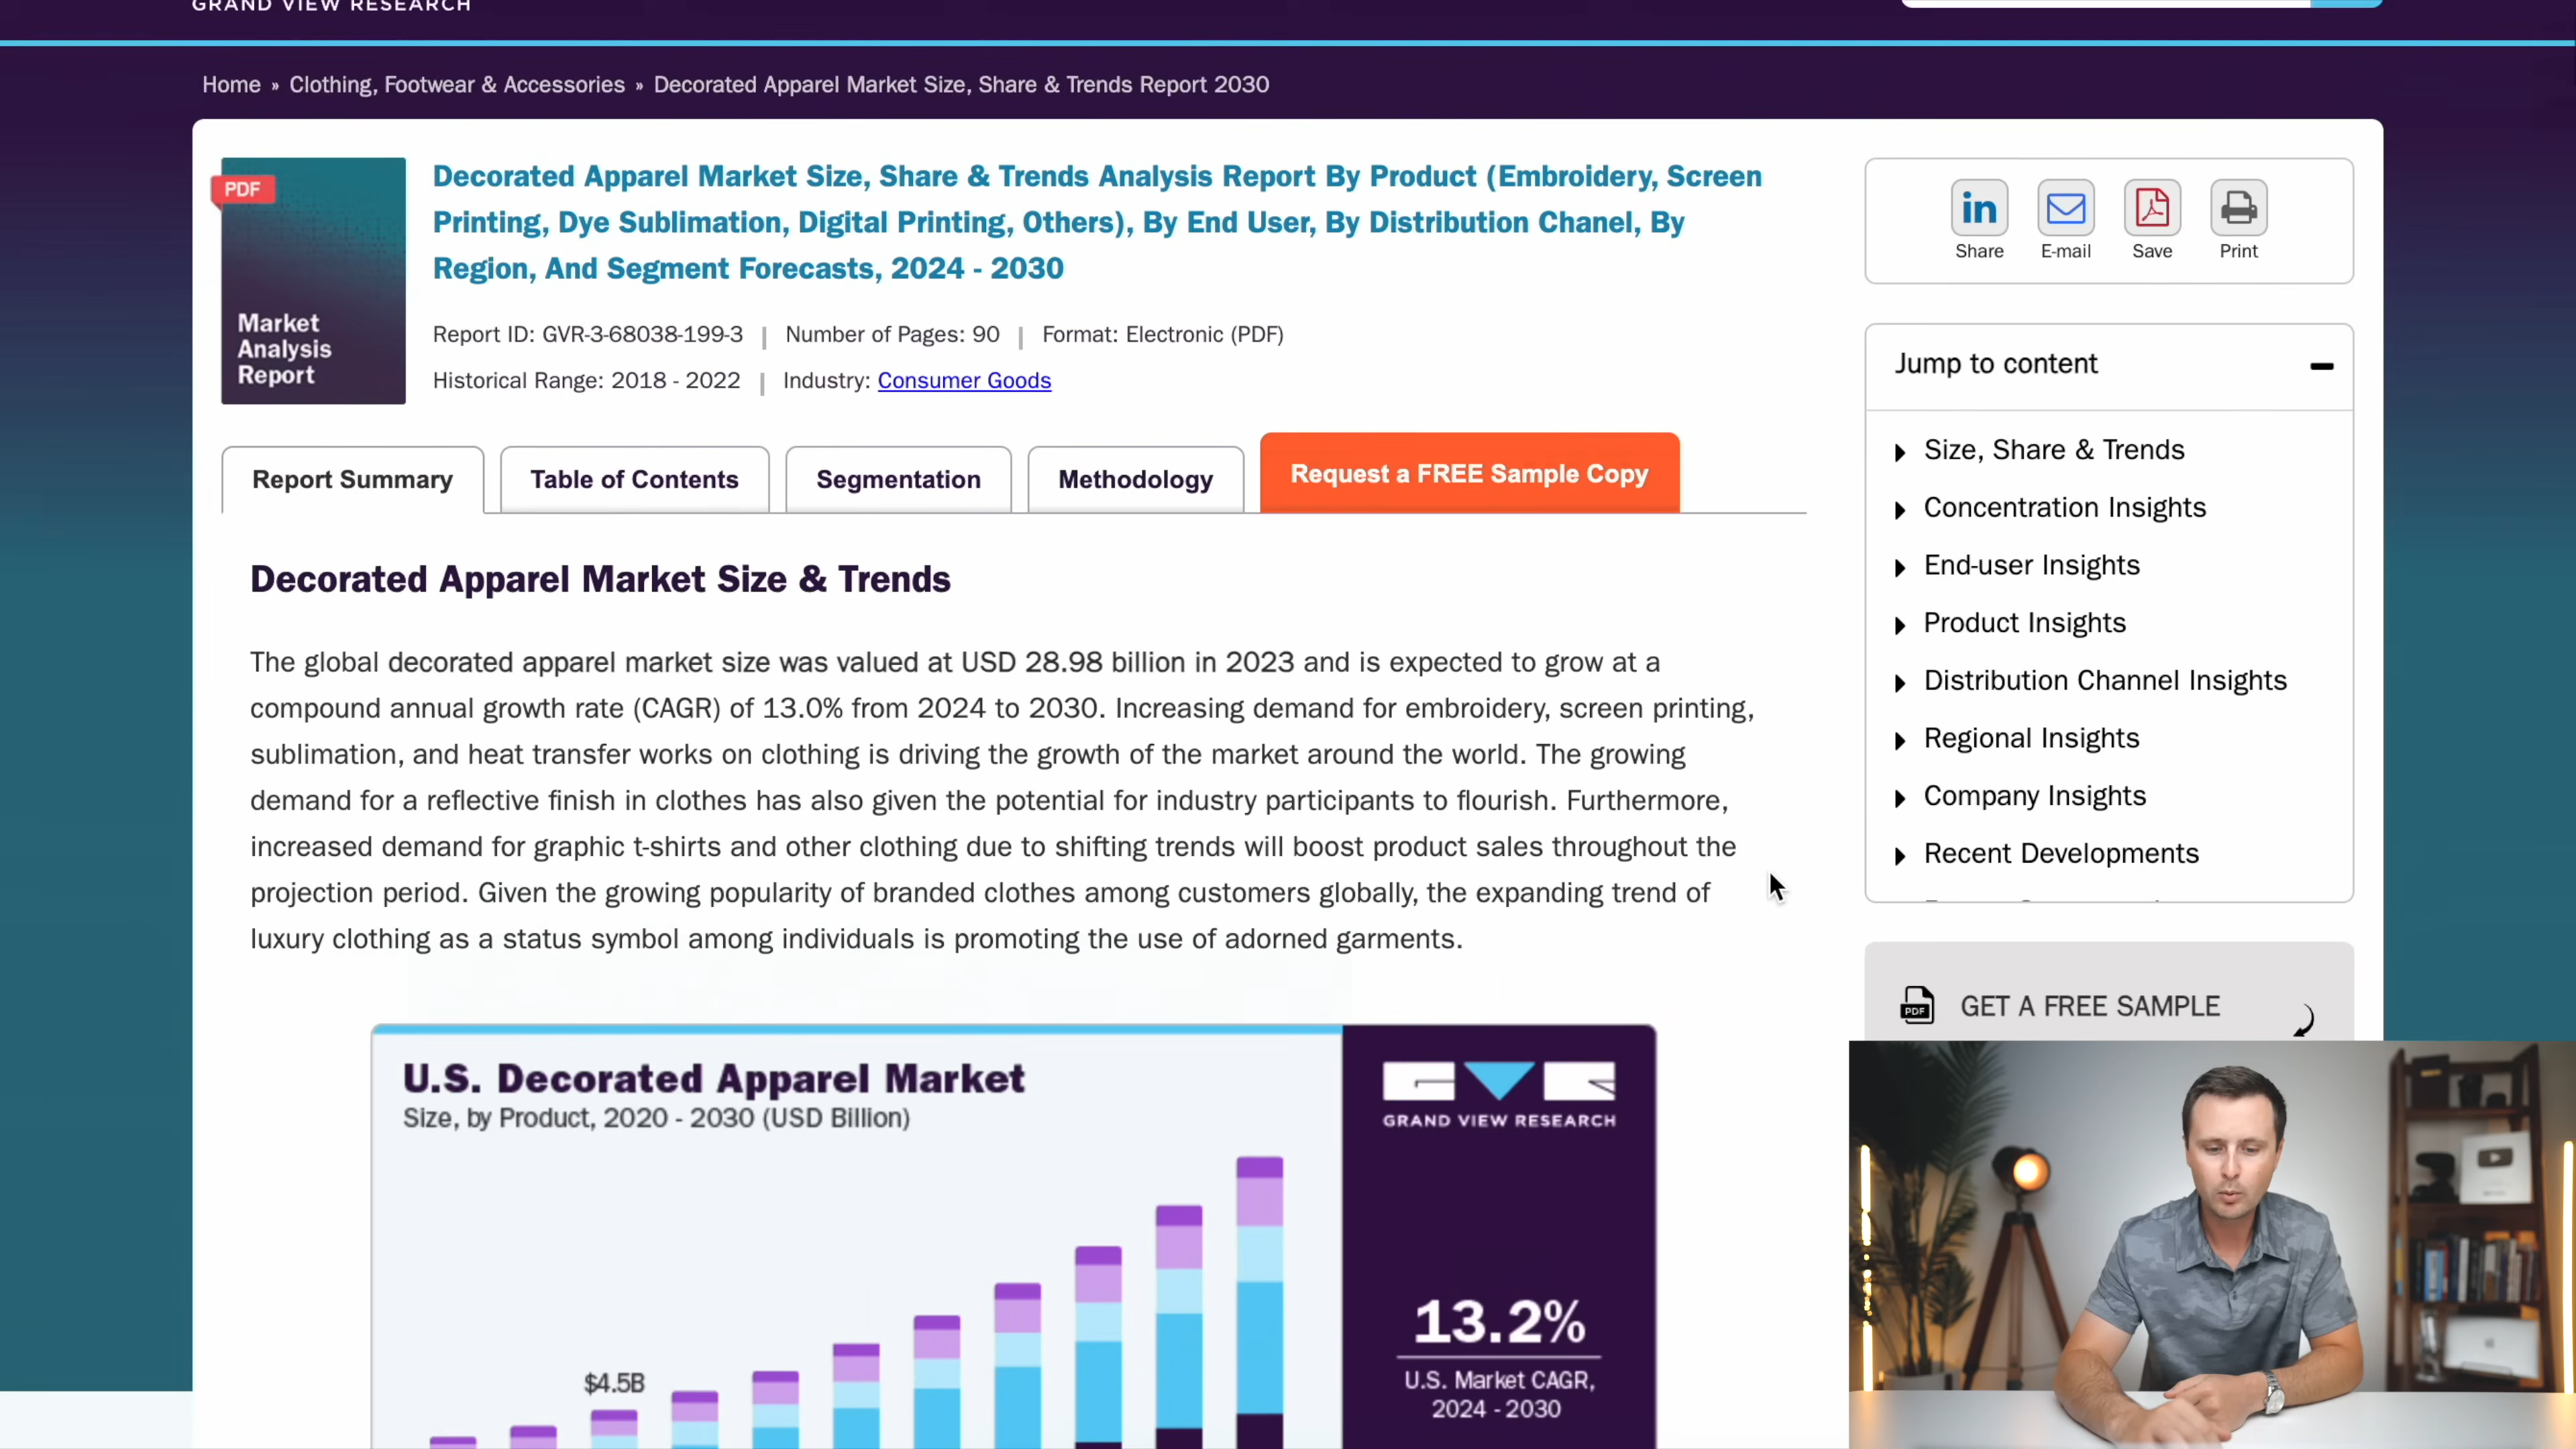 GRAND VIEW RESEARCH
Home » Clothing, Footwear & Accessories » Decorated Apparel Market Size, Share & Trends Report 2030
PDF
Market
Analysis
Report
Decorated Apparel Market Size, Share & Trends Analysis Report By Product (Embroidery, Screen
Printing, Dye Sublimation, Digital Printing, Others), By End User, By Distribution Chanel, By
Region, And Segment Forecasts, 2024 - 2030
Report ID: GVR-3-68038-199-3 | Number of Pages: 90 | Format: Electronic (PDF)
Historical Range: 2018 - 2022 | Industry: Consumer Goods
in
Share
E-mail
Save
Print
Report Summary
Table of Contents
Segmentation
Methodology
Request a FREE Sample Copy
Jump to content
Size, Share & Trends
Concentration Insights
End-user Insights
Product Insights
Distribution Channel Insights
Regional Insights
Company Insights
Recent Developments
Decorated Apparel Market Size & Trends
The global decorated apparel market size was valued at USD 28.98 billion in 2023 and is expected to grow at a
compound annual growth rate (CAGR) of 13.0% from 2024 to 2030. Increasing demand for embroidery, screen printing,
sublimation, and heat transfer works on clothing is driving the growth of the market around the world. The growing
demand for a reflective finish in clothes has also given the potential for industry participants to flourish. Furthermore,
increased demand for graphic t-shirts and other clothing due to shifting trends will boost product sales throughout the
projection period. Given the growing popularity of branded clothes among customers globally, the expanding trend of
luxury clothing as a status symbol among individuals is promoting the use of adorned garments.
PDF
GET A FREE SAMPLE
U.S. Decorated Apparel Market
Size, by Product, 2020 - 2030 (USD Billion)
$4.5B
GRAND VIEW RESEARCH
13.2%
U.S. Market CAGR,
2024 - 2030